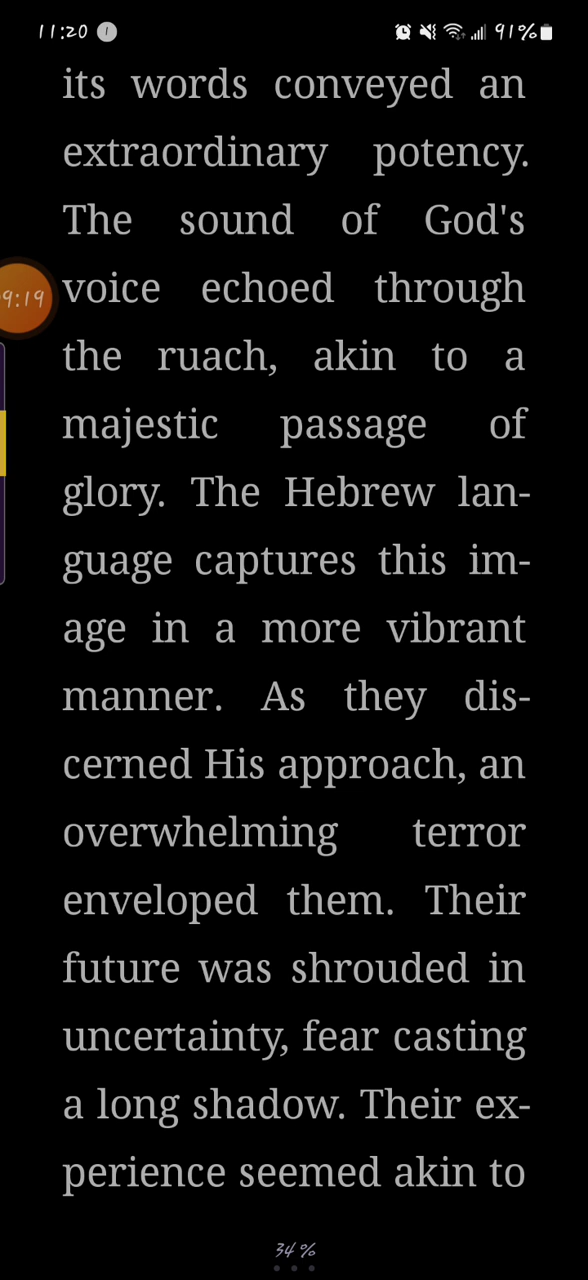 11:20
91%
its words conveyed an
extraordinary potency.
The sound of God's
9:19
voice echoed through
the ruach, akin to a
majestic passage of
glory. The Hebrew lan-
guage captures this im-
age in a more vibrant
manner. As they dis-
cerned His approach, an
overwhelming terror
enveloped them. Their
future was shrouded in
uncertainty, fear casting
a long shadow. Their ex-
perience seemed akin to
34%